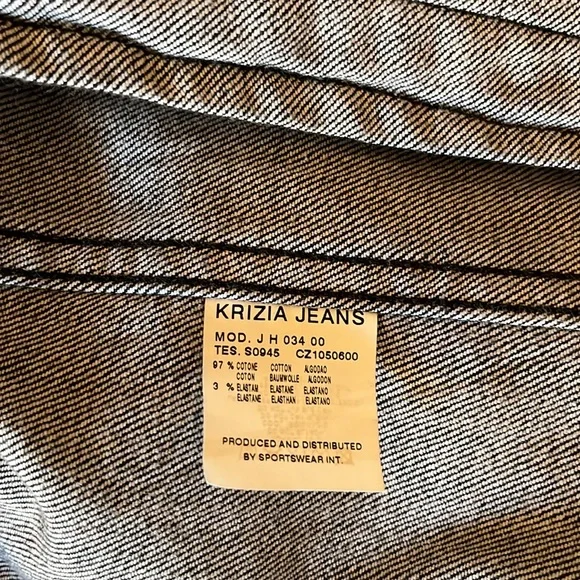 KRIZIA JEANS
MOD. J H 034 00
TES. S0945 CZ1050600
97 % COTONE COTTON ALGODAO
COTON BAUMWOLLE ALGODON
3 % ELASTAM ELASTANE ELASTANO
ELASTANE ELASTHAN ELASTANO
PRODUCED AND DISTRIBUTED
BY SPORTSWEAR INT.